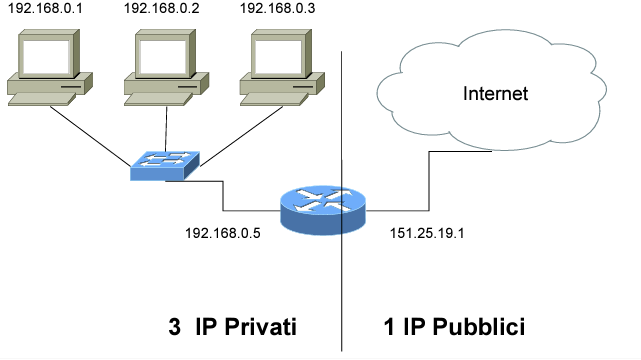 192.168.0.1 192.168.0.2 192.168.0.3
Internet
192.168.0.5 151.25.19.1
3 IP Privati 1 IP Pubblici